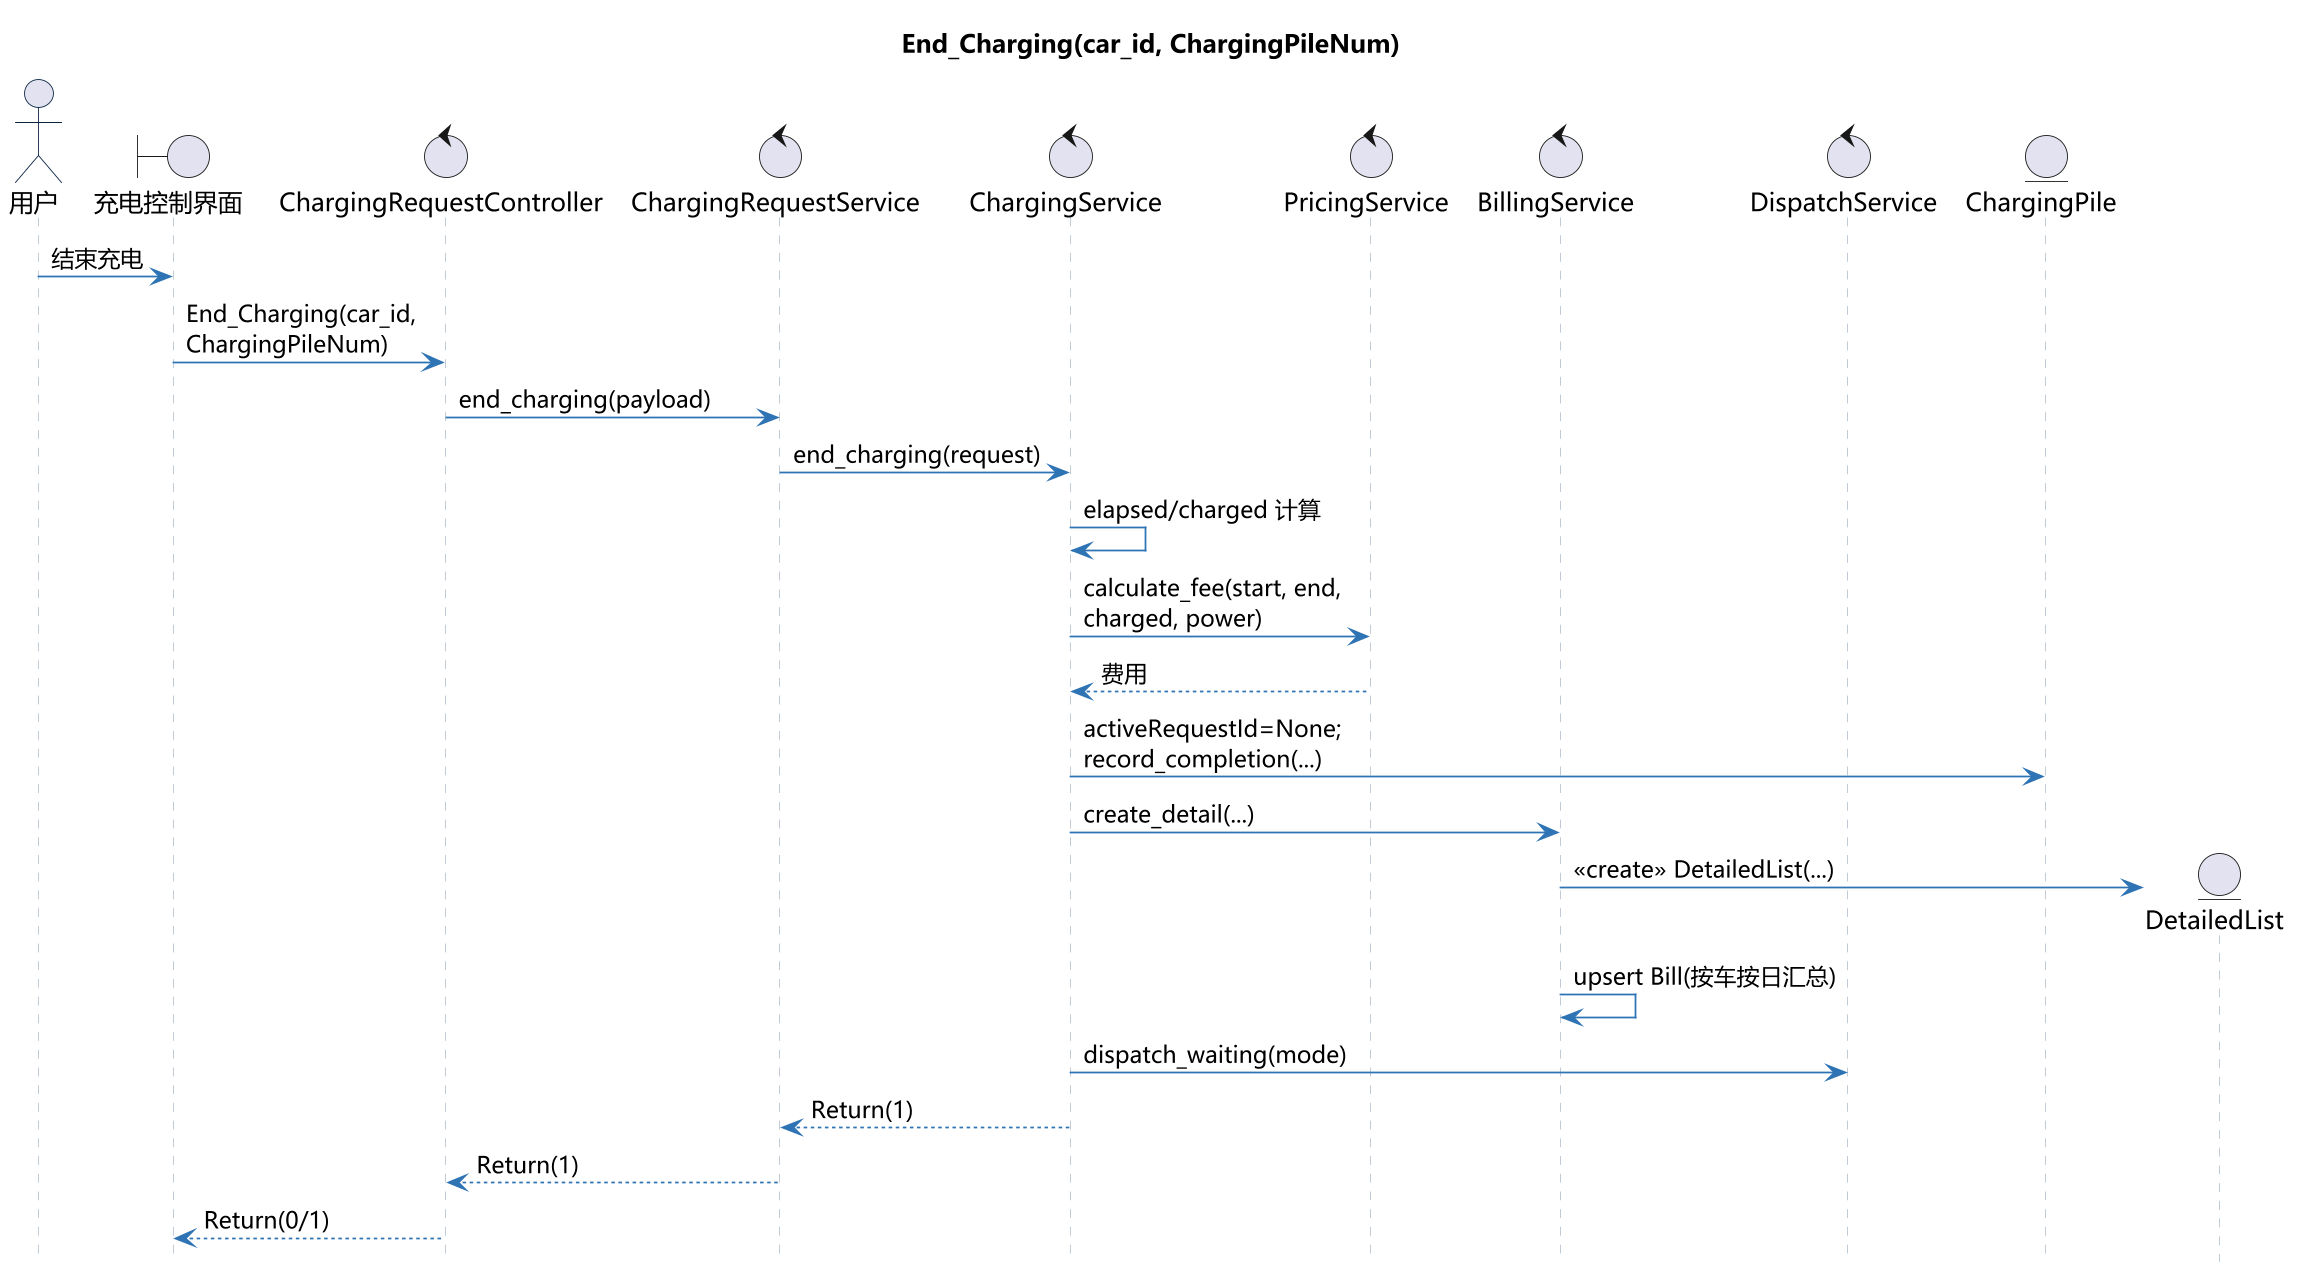 End_Charging(car_id, ChargingPileNum)
用户
充电控制界面
ChargingRequestController
ChargingRequestService
ChargingService
PricingService
BillingService
DispatchService
ChargingPile
结束充电
End_Charging(car_id,
ChargingPileNum)
end_charging(payload)
end_charging(request)
elapsed/charged 计算
calculate_fee(start, end,
charged, power)
费用
activeRequestId=None;
record_completion(...)
create_detail(...)
«create» DetailedList(...)
DetailedList
upsert Bill(按车按日汇总)
dispatch_waiting(mode)
Return(1)
Return(1)
Return(0/1)